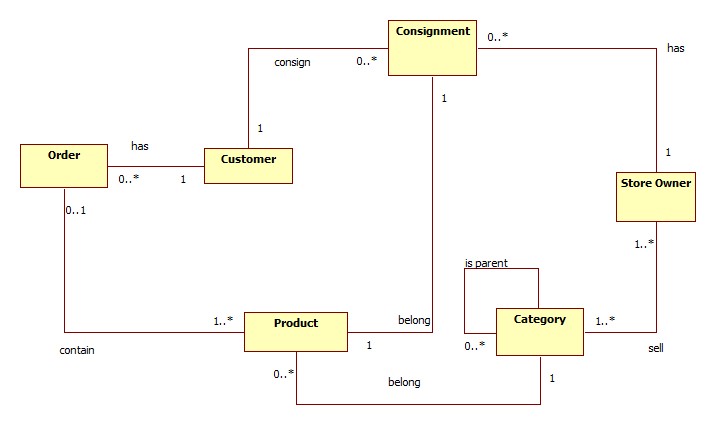 Consignment
0..*
has
consign
0..*
1
1
has
Order
Customer
1
0..*
1
Store Owner
0..1
1..*
is parent
1..*
Product
belong
Category
1..*
contain
1
0..*
sell
0..*
belong
1